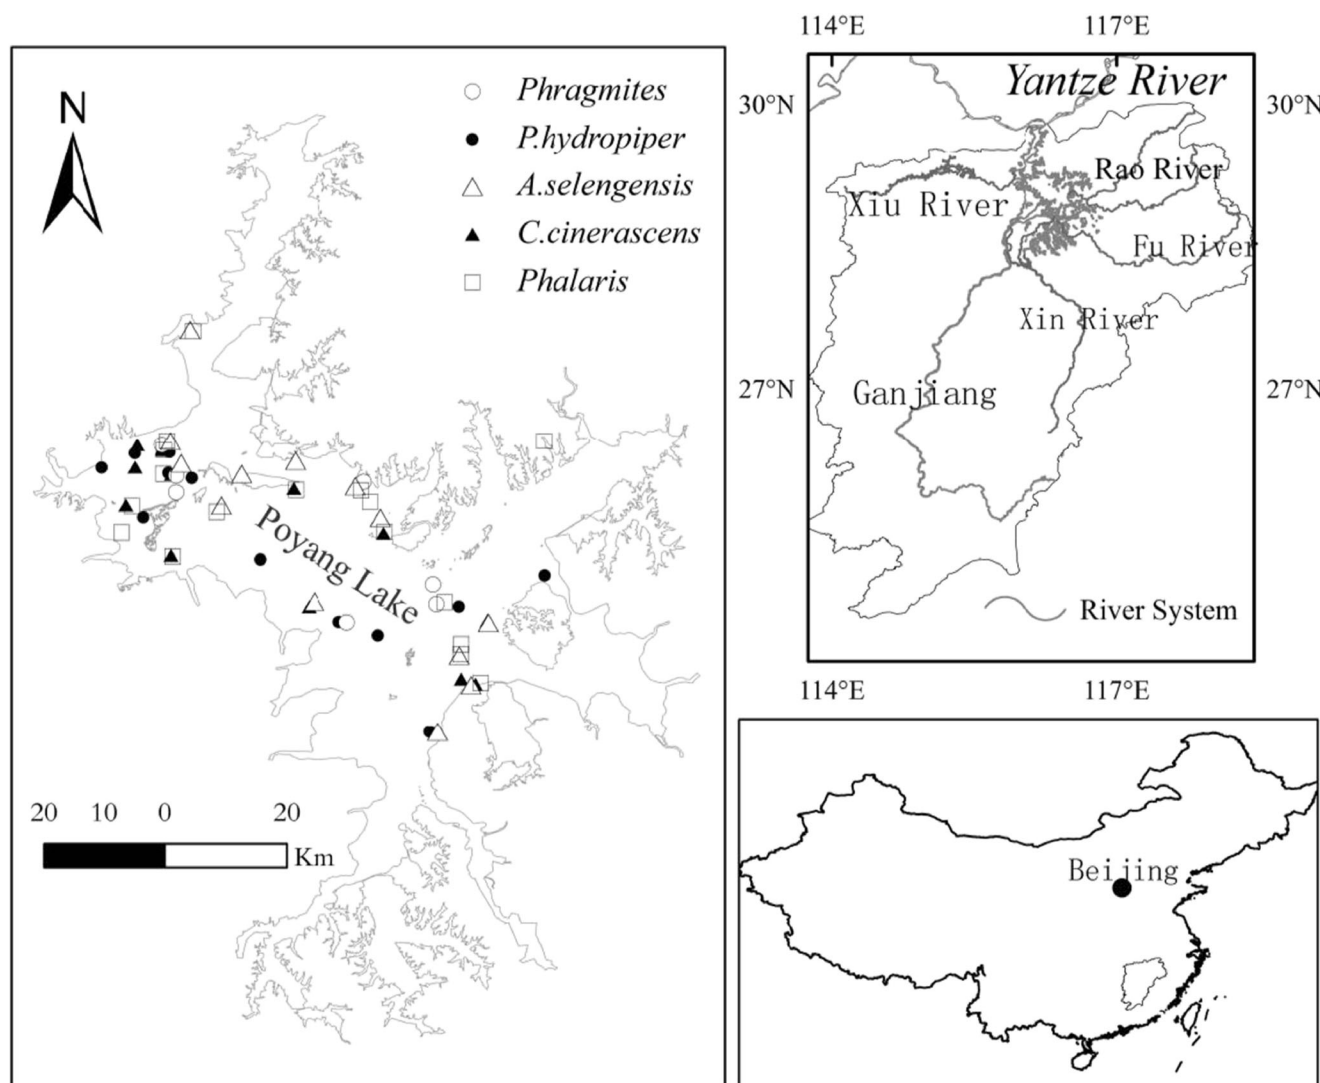 N
Phragmites
P.hydropiper
A.selengensis
C.cinerascens
Phalaris
Poyang Lake
20 10 0 20
Km
114°E 117°E
30°N 30°N
Yantze River
Rao River
Xiu River
Fu River
Xin River
27°N 27°N
Ganjiang
River System
114°E 117°E
Beijing